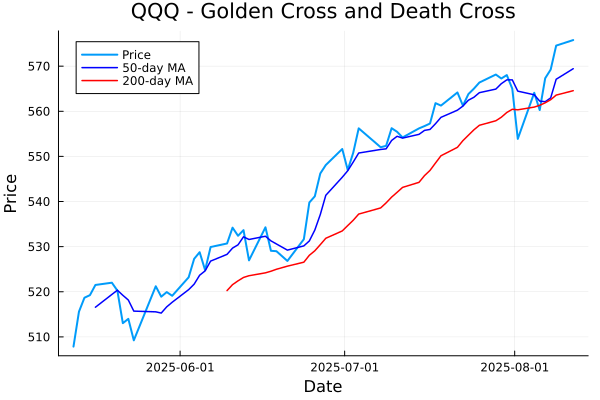 QQQ - Golden Cross and Death Cross
Price
50-day MA
200-day MA
Price
570
560
550
540
530
520
510
2025-06-01
2025-07-01
2025-08-01
Date